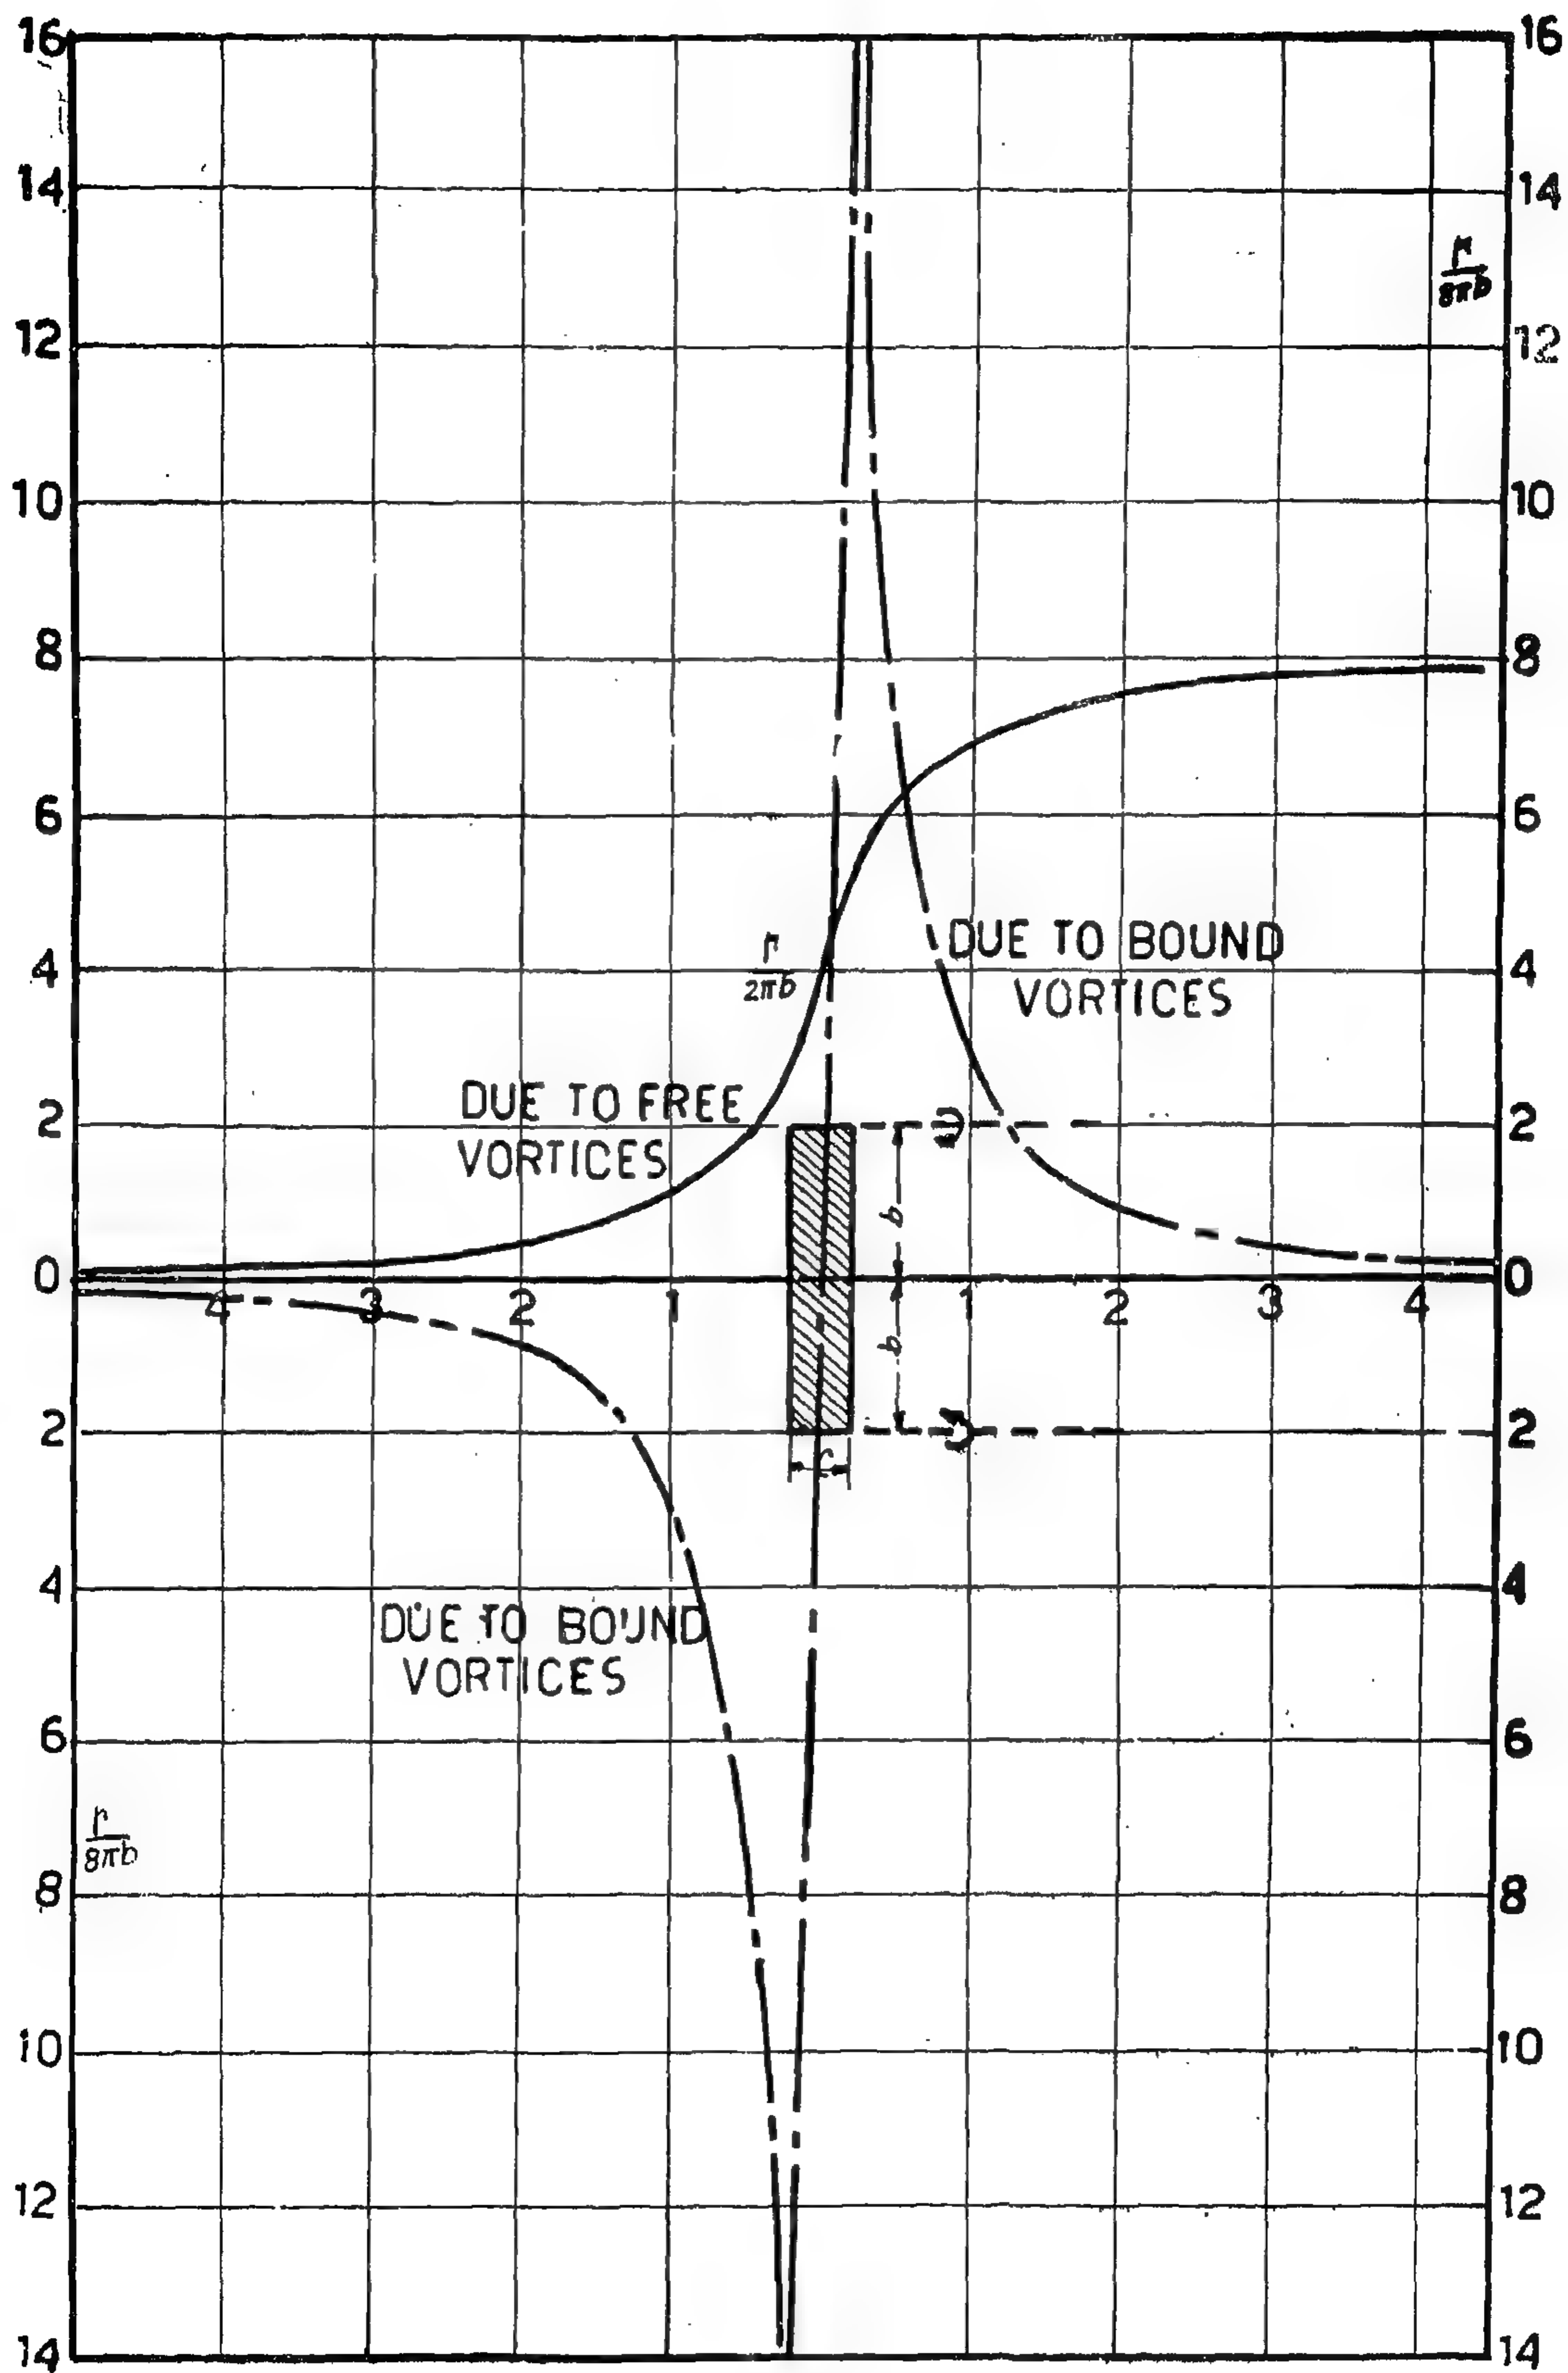 16 16
14 14
Γ
8πb
12 12
10 10
8 8
6 6
Γ
2πb
DUE TO BOUND
VORTICES
4 4
DUE TO FREE
VORTICES
2 2
b
0 0
4 3 2 1 1 2 3 4
b
2 2
c
4 4
DUE TO BOUND
VORTICES
6 6
Γ
8πb
8 8
10 10
12 12
14 14